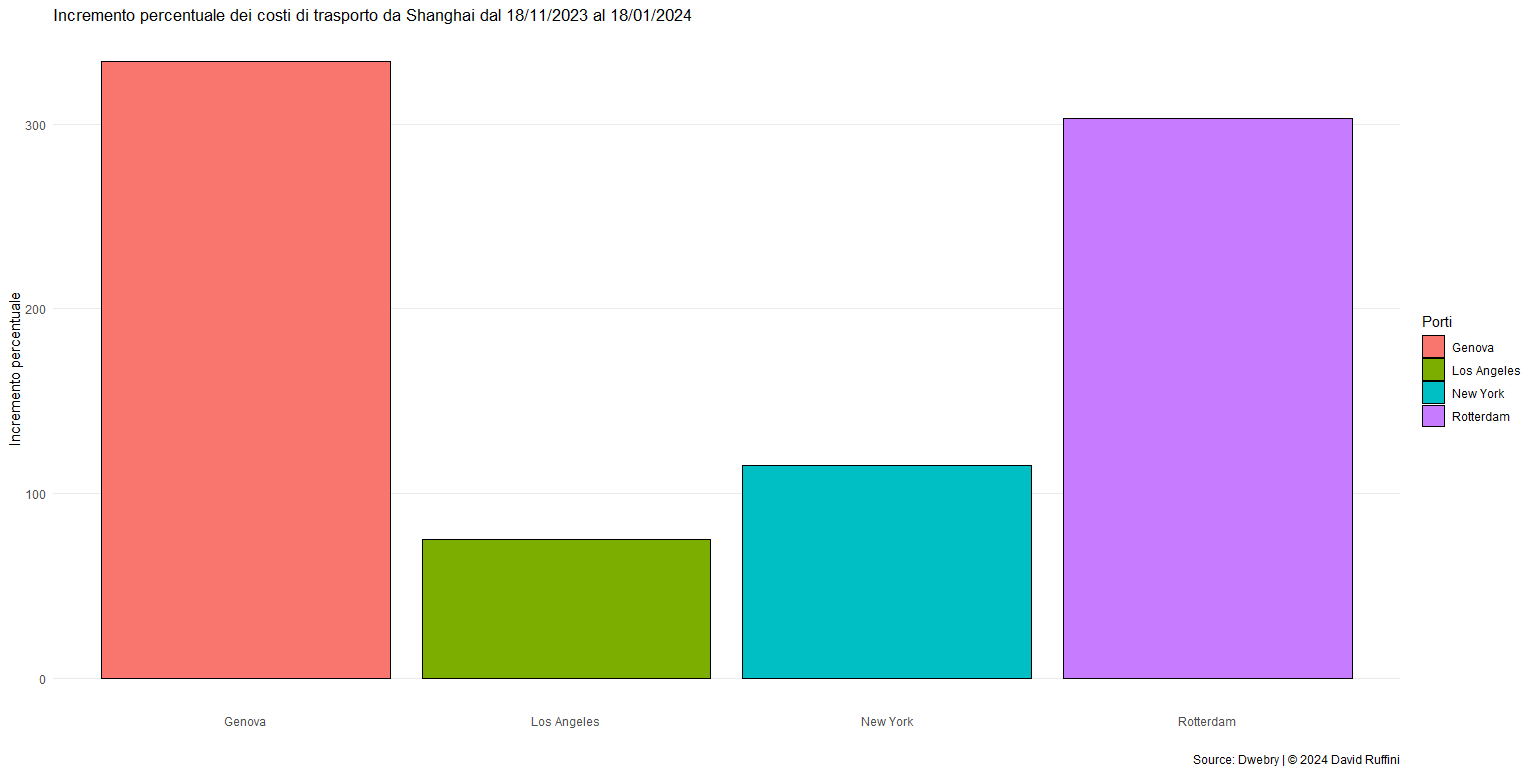 Incremento percentuale dei costi di trasporto da Shanghai dal 18/11/2023 al 18/01/2024
Incremento percentuale
300
200
100
0
Genova
Los Angeles
New York
Rotterdam
Porti
Genova
Los Angeles
New York
Rotterdam
Source: Dwebry | © 2024 David Ruffini